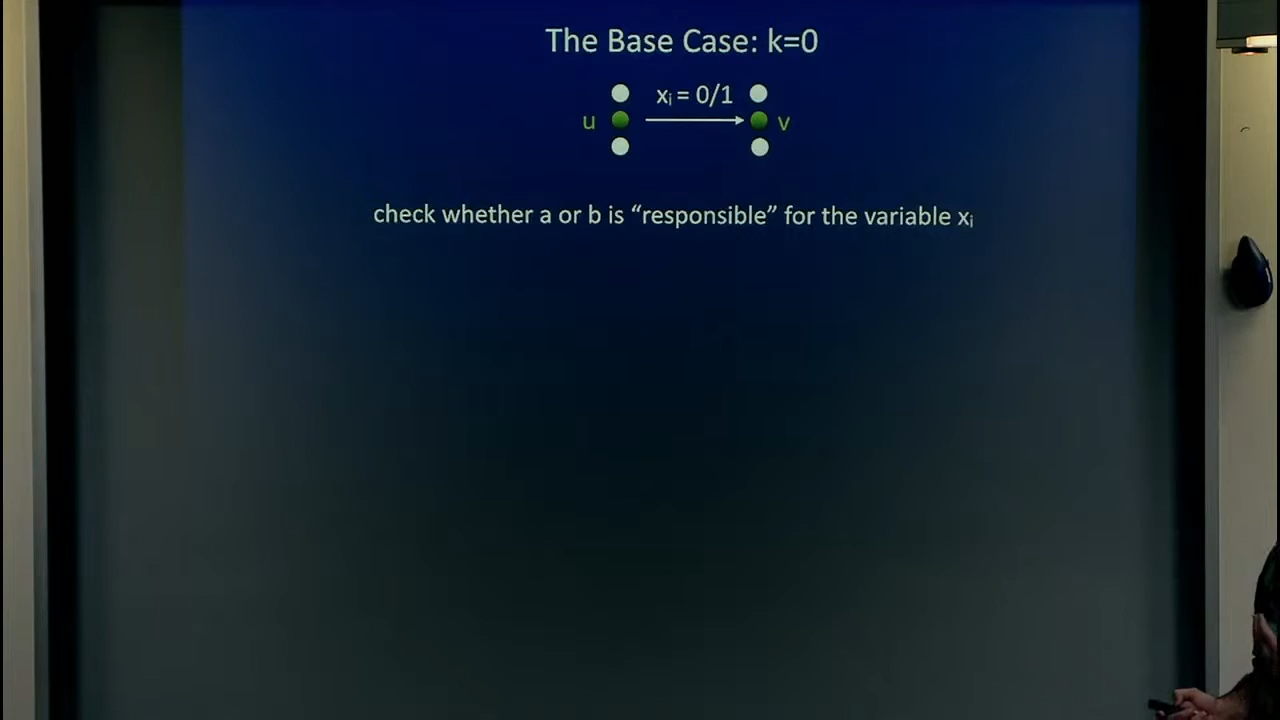 The Base Case: k=0
xᵢ = 0/1
u v
check whether a or b is “responsible” for the variable xᵢ